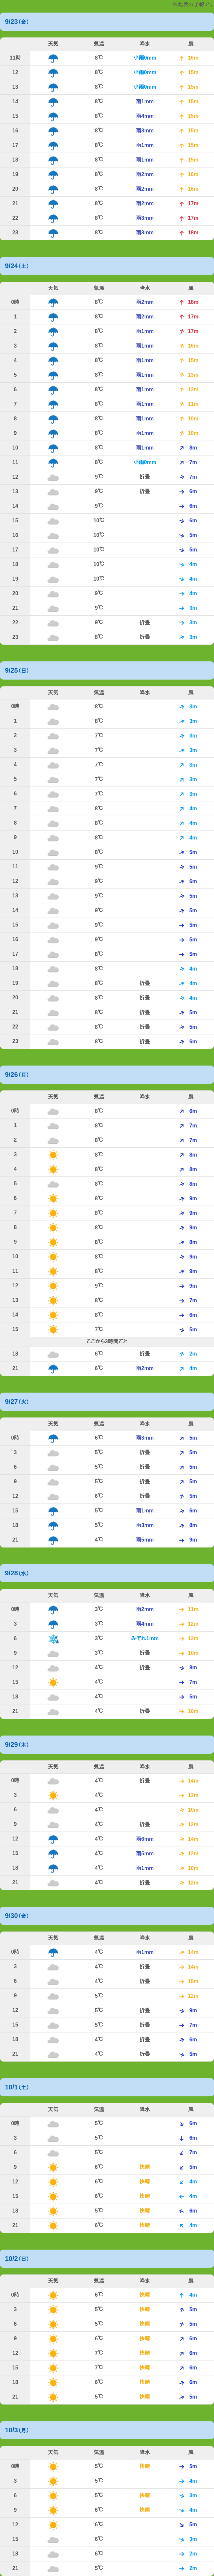 9/23(金)
天気 気温 降水 風
11時 8℃ 小雨0mm 16m
12 8℃ 小雨0mm 15m
13 8℃ 小雨0mm 15m
14 8℃ 雨1mm 15m
15 8℃ 雨4mm 15m
16 8℃ 雨3mm 15m
17 8℃ 雨1mm 15m
18 8℃ 雨1mm 15m
19 8℃ 雨2mm 16m
20 8℃ 雨2mm 16m
21 8℃ 雨2mm 17m
22 8℃ 雨3mm 17m
23 8℃ 雨3mm 18m
9/24(土)
天気 気温 降水 風
0時 8℃ 雨2mm 18m
1 8℃ 雨2mm 17m
2 8℃ 雨1mm 17m
3 8℃ 雨1mm 16m
4 8℃ 雨1mm 15m
5 8℃ 雨1mm 13m
6 8℃ 雨1mm 12m
7 8℃ 雨1mm 11m
8 8℃ 雨1mm 10m
9 8℃ 雨1mm 10m
10 8℃ 雨1mm 8m
11 8℃ 小雨0mm 7m
12 9℃ 折畳 7m
13 9℃ 折畳 6m
14 9℃ 6m
15 10℃ 6m
16 10℃ 5m
17 10℃ 5m
18 10℃ 4m
19 10℃ 4m
20 9℃ 4m
21 9℃ 3m
22 9℃ 折畳 3m
23 8℃ 折畳 3m
9/25(日)
天気 気温 降水 風
0時 8℃ 3m
1 8℃ 3m
2 7℃ 3m
3 7℃ 3m
4 7℃ 3m
5 7℃ 3m
6 7℃ 3m
7 8℃ 4m
8 8℃ 4m
9 8℃ 4m
10 8℃ 5m
11 9℃ 5m
12 9℃ 6m
13 9℃ 5m
14 9℃ 5m
15 9℃ 5m
16 9℃ 5m
17 8℃ 5m
18 8℃ 4m
19 8℃ 折畳 4m
20 8℃ 折畳 4m
21 8℃ 折畳 5m
22 8℃ 折畳 5m
23 8℃ 折畳 6m
9/26(月)
天気 気温 降水 風
0時 8℃ 6m
1 8℃ 7m
2 8℃ 7m
3 8℃ 8m
4 8℃ 8m
5 8℃ 8m
6 8℃ 9m
7 8℃ 9m
8 8℃ 9m
9 8℃ 8m
10 8℃ 9m
11 8℃ 9m
12 9℃ 9m
13 8℃ 7m
14 8℃ 6m
15 7℃ 5m
ここから3時間ごと
18 6℃ 折畳 2m
21 6℃ 雨2mm 4m
9/27(火)
天気 気温 降水 風
0時 6℃ 雨3mm 5m
3 5℃ 折畳 5m
6 5℃ 折畳 5m
9 5℃ 折畳 5m
12 6℃ 折畳 5m
15 5℃ 雨1mm 6m
18 5℃ 雨3mm 8m
21 4℃ 雨5mm 9m
9/28(水)
天気 気温 降水 風
0時 3℃ 雨2mm 11m
3 3℃ 雨4mm 12m
6 3℃ みぞれ1mm 12m
9 3℃ 折畳 10m
12 4℃ 折畳 8m
15 4℃ 7m
18 4℃ 5m
21 4℃ 折畳 10m
9/29(木)
天気 気温 降水 風
0時 4℃ 折畳 14m
3 4℃ 12m
6 4℃ 10m
9 4℃ 折畳 12m
12 4℃ 雨6mm 14m
15 4℃ 雨5mm 12m
18 4℃ 雨1mm 10m
21 4℃ 折畳 12m
9/30(金)
天気 気温 降水 風
0時 4℃ 雨1mm 14m
3 4℃ 折畳 14m
6 4℃ 折畳 15m
9 5℃ 12m
12 5℃ 折畳 9m
15 5℃ 折畳 7m
18 4℃ 折畳 6m
21 4℃ 折畳 5m
10/1(土)
天気 気温 降水 風
0時 5℃ 6m
3 5℃ 6m
6 5℃ 7m
9 6℃ 快晴 5m
12 6℃ 快晴 4m
15 6℃ 快晴 4m
18 5℃ 快晴 6m
21 6℃ 快晴 4m
10/2(日)
天気 気温 降水 風
0時 6℃ 快晴 4m
3 5℃ 快晴 5m
6 5℃ 快晴 5m
9 6℃ 快晴 6m
12 7℃ 快晴 6m
15 7℃ 快晴 6m
18 6℃ 快晴 6m
21 5℃ 快晴 5m
10/3(月)
天気 気温 降水 風
0時 5℃ 快晴 5m
3 5℃ 4m
6 5℃ 快晴 3m
9 6℃ 快晴 4m
12 6℃ 5m
15 6℃ 3m
18 6℃ 2m
21 5℃ 2m